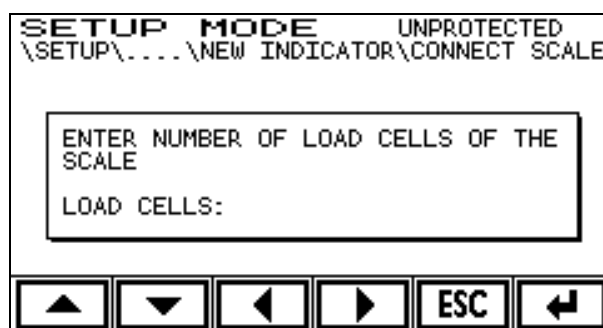 SETUP MODE UNPROTECTED
\SETUP\....\NEW INDICATOR\CONNECT SCALE
ENTER NUMBER OF LOAD CELLS OF THE
SCALE
LOAD CELLS:
ESC